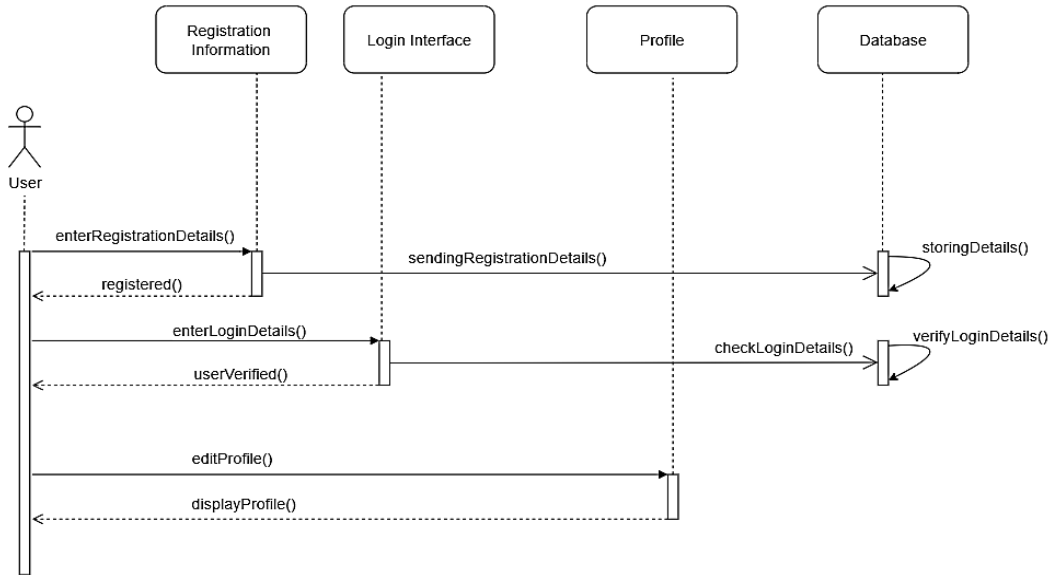 Registration
Information
Login Interface
Profile
Database
User
enterRegistrationDetails()
storingDetails()
sendingRegistrationDetails()
registered()
enterLoginDetails()
verifyLoginDetails()
checkLoginDetails()
userVerified()
editProfile()
displayProfile()